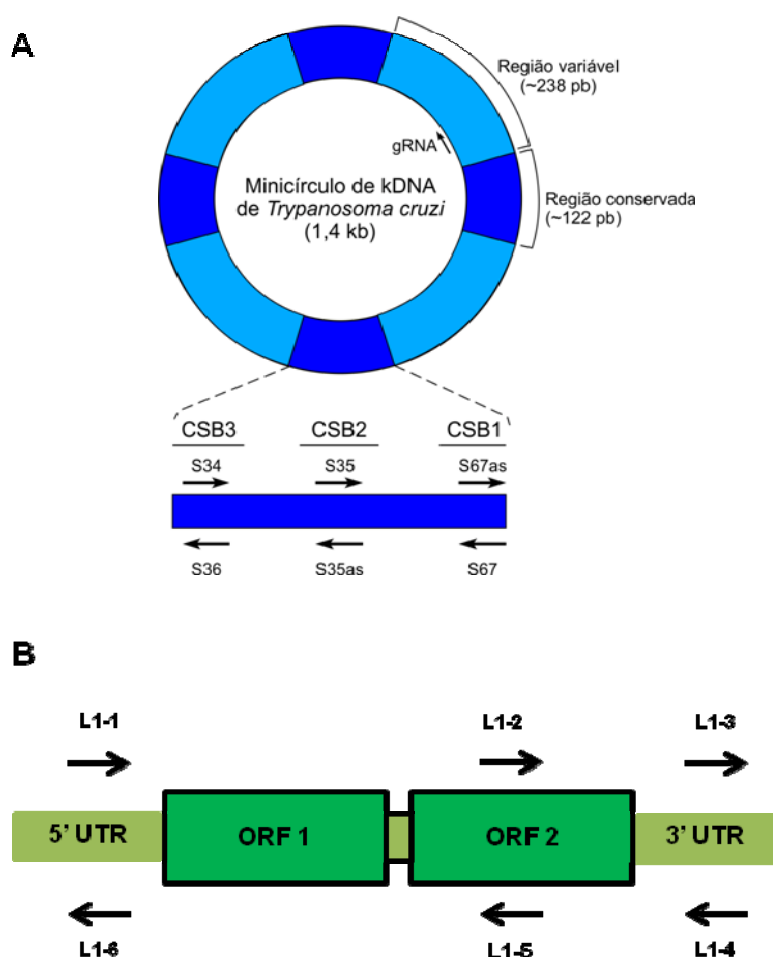 A
Região variável
(~238 pb)
gRNA
Minicírculo de kDNA
de Trypanosoma cruzi
(1,4 kb)
Região conservada
(~122 pb)
CSB3 CSB2 CSB1
S34 S35 S67as
S36 S35as S67
B
L1-1 L1-2 L1-3
5' UTR ORF 1 ORF 2 3' UTR
L1-6 L1-5 L1-4